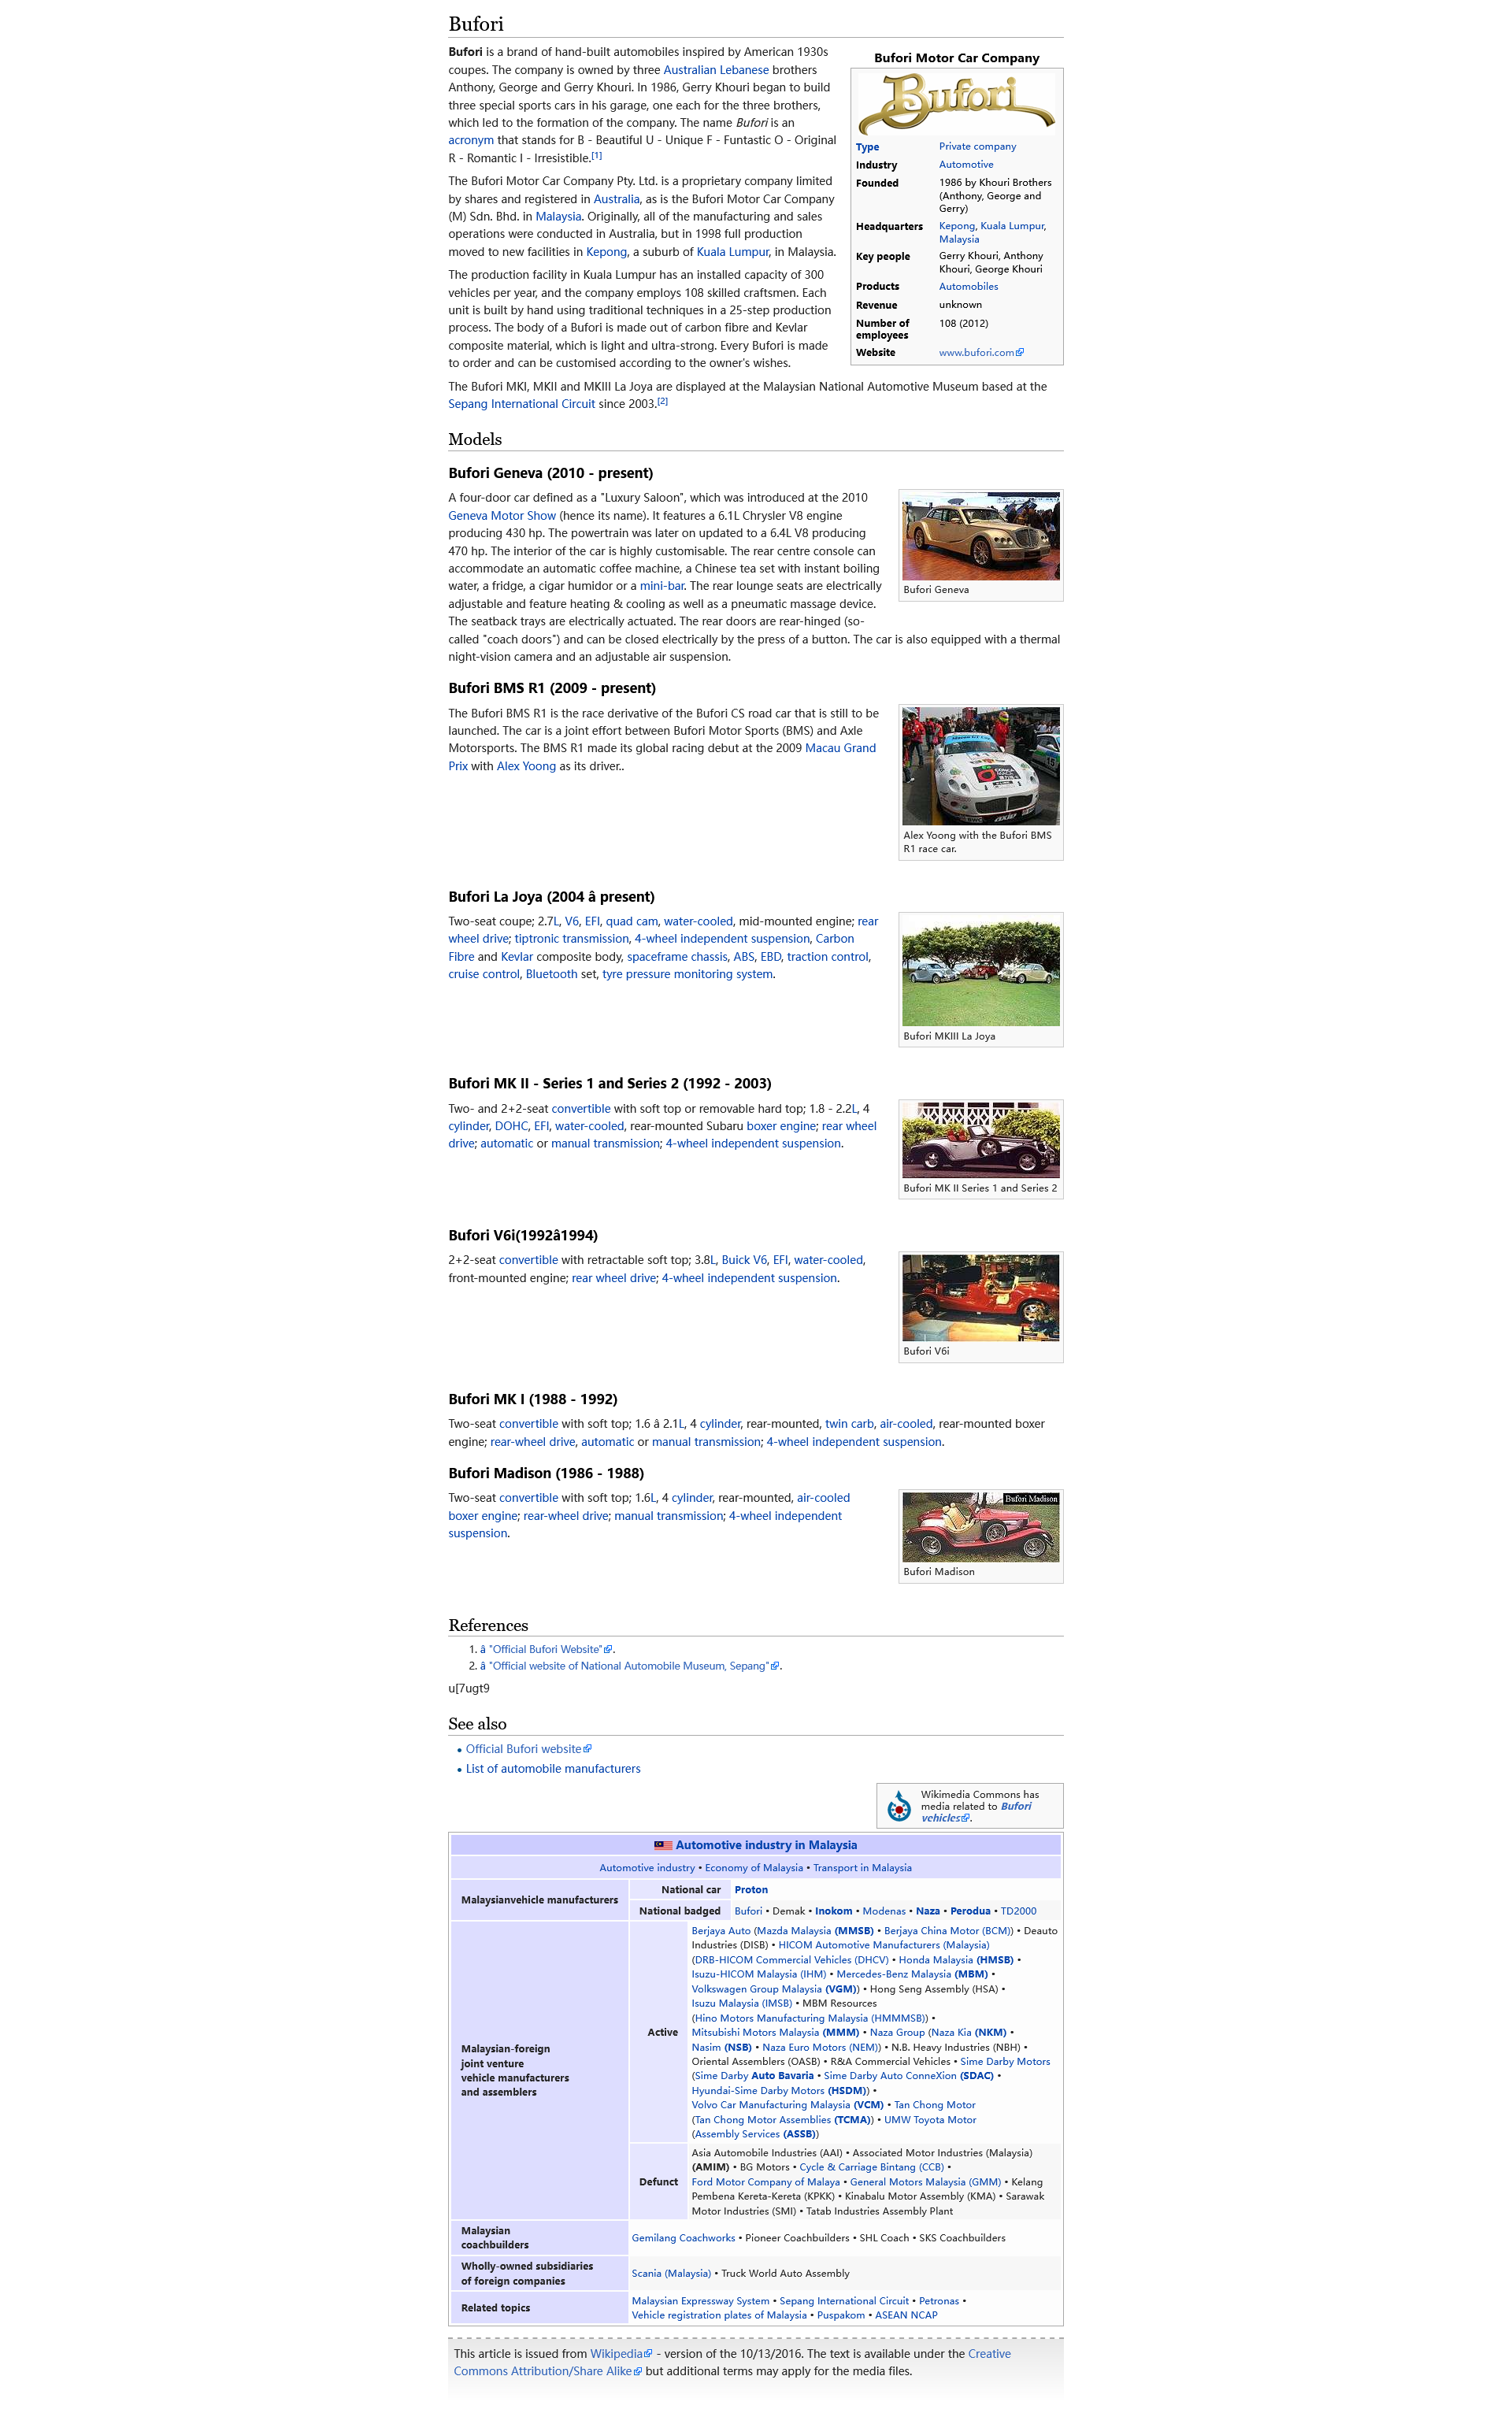 Bufori
Bufori is a brand of hand-built automobiles inspired by American 1930s
coupes. The company is owned by three Australian Lebanese brothers
Anthony, George and Gerry Khouri. In 1986, Gerry Khouri began to build
three special sports cars in his garage, one each for the three brothers,
which led to the formation of the company. The name Bufori is an
acronym that stands for B - Beautiful U - Unique F - Funtastic O - Original
R - Romantic I - Irresistible.[1]
The Bufori Motor Car Company Pty. Ltd. is a proprietary company limited
by shares and registered in Australia, as is the Bufori Motor Car Company
(M) Sdn. Bhd. in Malaysia. Originally, all of the manufacturing and sales
operations were conducted in Australia, but in 1998 full production
moved to new facilities in Kepong, a suburb of Kuala Lumpur, in Malaysia.
The production facility in Kuala Lumpur has an installed capacity of 300
vehicles per year, and the company employs 108 skilled craftsmen. Each
unit is built by hand using traditional techniques in a 25-step production
process. The body of a Bufori is made out of carbon fibre and Kevlar
composite material, which is light and ultra-strong. Every Bufori is made
to order and can be customised according to the owner's wishes.
Bufori Motor Car Company
Bufori
Type Private company
Industry Automotive
Founded 1986 by Khouri Brothers
(Anthony, George and
Gerry)
Headquarters Kepong, Kuala Lumpur,
Malaysia
Key people Gerry Khouri, Anthony
Khouri, George Khouri
Products Automobiles
Revenue unknown
Number of 108 (2012)
employees
Website www.bufori.com
The Bufori MKI, MKII and MKIII La Joya are displayed at the Malaysian National Automotive Museum based at the
Sepang International Circuit since 2003.[2]
Models
Bufori Geneva (2010 - present)
A four-door car defined as a "Luxury Saloon", which was introduced at the 2010
Geneva Motor Show (hence its name). It features a 6.1L Chrysler V8 engine
producing 430 hp. The powertrain was later on updated to a 6.4L V8 producing
470 hp. The interior of the car is highly customisable. The rear centre console can
accommodate an automatic coffee machine, a Chinese tea set with instant boiling
water, a fridge, a cigar humidor or a mini-bar. The rear lounge seats are electrically
adjustable and feature heating & cooling as well as a pneumatic massage device.
The seatback trays are electrically actuated. The rear doors are rear-hinged (so-
called "coach doors") and can be closed electrically by the press of a button. The car is also equipped with a thermal
night-vision camera and an adjustable air suspension.
Bufori Geneva
Bufori BMS R1 (2009 - present)
The Bufori BMS R1 is the race derivative of the Bufori CS road car that is still to be
launched. The car is a joint effort between Bufori Motor Sports (BMS) and Axle
Motorsports. The BMS R1 made its global racing debut at the 2009 Macau Grand
Prix with Alex Yoong as its driver..
Alex Yoong with the Bufori BMS
R1 race car.
Bufori La Joya (2004 â present)
Two-seat coupe; 2.7L, V6, EFI, quad cam, water-cooled, mid-mounted engine; rear
wheel drive; tiptronic transmission, 4-wheel independent suspension, Carbon
Fibre and Kevlar composite body, spaceframe chassis, ABS, EBD, traction control,
cruise control, Bluetooth set, tyre pressure monitoring system.
Bufori MKIII La Joya
Bufori MK II - Series 1 and Series 2 (1992 - 2003)
Two- and 2+2-seat convertible with soft top or removable hard top; 1.8 - 2.2L, 4
cylinder, DOHC, EFI, water-cooled, rear-mounted Subaru boxer engine; rear wheel
drive; automatic or manual transmission; 4-wheel independent suspension.
Bufori MK II Series 1 and Series 2
Bufori V6i(1992â1994)
2+2-seat convertible with retractable soft top; 3.8L, Buick V6, EFI, water-cooled,
front-mounted engine; rear wheel drive; 4-wheel independent suspension.
Bufori V6i
Bufori MK I (1988 - 1992)
Two-seat convertible with soft top; 1.6 â 2.1L, 4 cylinder, rear-mounted, twin carb, air-cooled, rear-mounted boxer
engine; rear-wheel drive, automatic or manual transmission; 4-wheel independent suspension.
Bufori Madison (1986 - 1988)
Two-seat convertible with soft top; 1.6L, 4 cylinder, rear-mounted, air-cooled
boxer engine; rear-wheel drive; manual transmission; 4-wheel independent
suspension.
Bufori Madison
Bufori Madison
References
1. â "Official Bufori Website".
2. â "Official website of National Automobile Museum, Sepang".
u[7ugt9
See also
• Official Bufori website
• List of automobile manufacturers
Wikimedia Commons has
media related to Bufori
vehicles.
Automotive industry in Malaysia
Automotive industry • Economy of Malaysia • Transport in Malaysia
Malaysianvehicle manufacturers
National car Proton
National badged Bufori • Demak • Inokom • Modenas • Naza • Perodua • TD2000
Malaysian-foreign
joint venture
vehicle manufacturers
and assemblers
Active
Berjaya Auto (Mazda Malaysia (MMSB) • Berjaya China Motor (BCM)) • Deauto
Industries (DISB) • HICOM Automotive Manufacturers (Malaysia)
(DRB-HICOM Commercial Vehicles (DHCV) • Honda Malaysia (HMSB) •
Isuzu-HICOM Malaysia (IHM) • Mercedes-Benz Malaysia (MBM) •
Volkswagen Group Malaysia (VGM)) • Hong Seng Assembly (HSA) •
Isuzu Malaysia (IMSB) • MBM Resources
(Hino Motors Manufacturing Malaysia (HMMMSB)) •
Mitsubishi Motors Malaysia (MMM) • Naza Group (Naza Kia (NKM) •
Nasim (NSB) • Naza Euro Motors (NEM)) • N.B. Heavy Industries (NBH) •
Oriental Assemblers (OASB) • R&A Commercial Vehicles • Sime Darby Motors
(Sime Darby Auto Bavaria • Sime Darby Auto ConneXion (SDAC) •
Hyundai-Sime Darby Motors (HSDM)) •
Volvo Car Manufacturing Malaysia (VCM) • Tan Chong Motor
(Tan Chong Motor Assemblies (TCMA)) • UMW Toyota Motor
(Assembly Services (ASSB))
Defunct
Asia Automobile Industries (AAI) • Associated Motor Industries (Malaysia)
(AMIM) • BG Motors • Cycle & Carriage Bintang (CCB) •
Ford Motor Company of Malaya • General Motors Malaysia (GMM) • Kelang
Pembena Kereta-Kereta (KPKK) • Kinabalu Motor Assembly (KMA) • Sarawak
Motor Industries (SMI) • Tatab Industries Assembly Plant
Malaysian
coachbuilders
Gemilang Coachworks • Pioneer Coachbuilders • SHL Coach • SKS Coachbuilders
Wholly-owned subsidiaries
of foreign companies
Scania (Malaysia) • Truck World Auto Assembly
Related topics
Malaysian Expressway System • Sepang International Circuit • Petronas •
Vehicle registration plates of Malaysia • Puspakom • ASEAN NCAP
This article is issued from Wikipedia - version of the 10/13/2016. The text is available under the Creative
Commons Attribution/Share Alike but additional terms may apply for the media files.